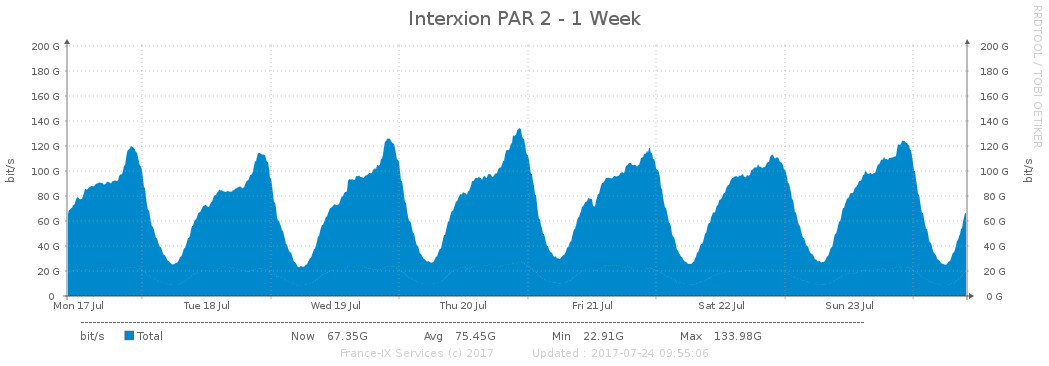 Interxion PAR 2 - 1 Week
RRDTOOL / TOBI OETIKER
bit/s
200 G 200 G
180 G 180 G
160 G 160 G
140 G 140 G
120 G 120 G
100 G 100 G
80 G 80 G
60 G 60 G
40 G 40 G
20 G 20 G
0 0 G
bit/s
Mon 17 Jul Tue 18 Jul Wed 19 Jul Thu 20 Jul Fri 21 Jul Sat 22 Jul Sun 23 Jul
bit/s Total Now 67.35G Avg 75.45G Min 22.91G Max 133.98G
France-IX Services (c) 2017 Updated : 2017-07-24 09:55:06